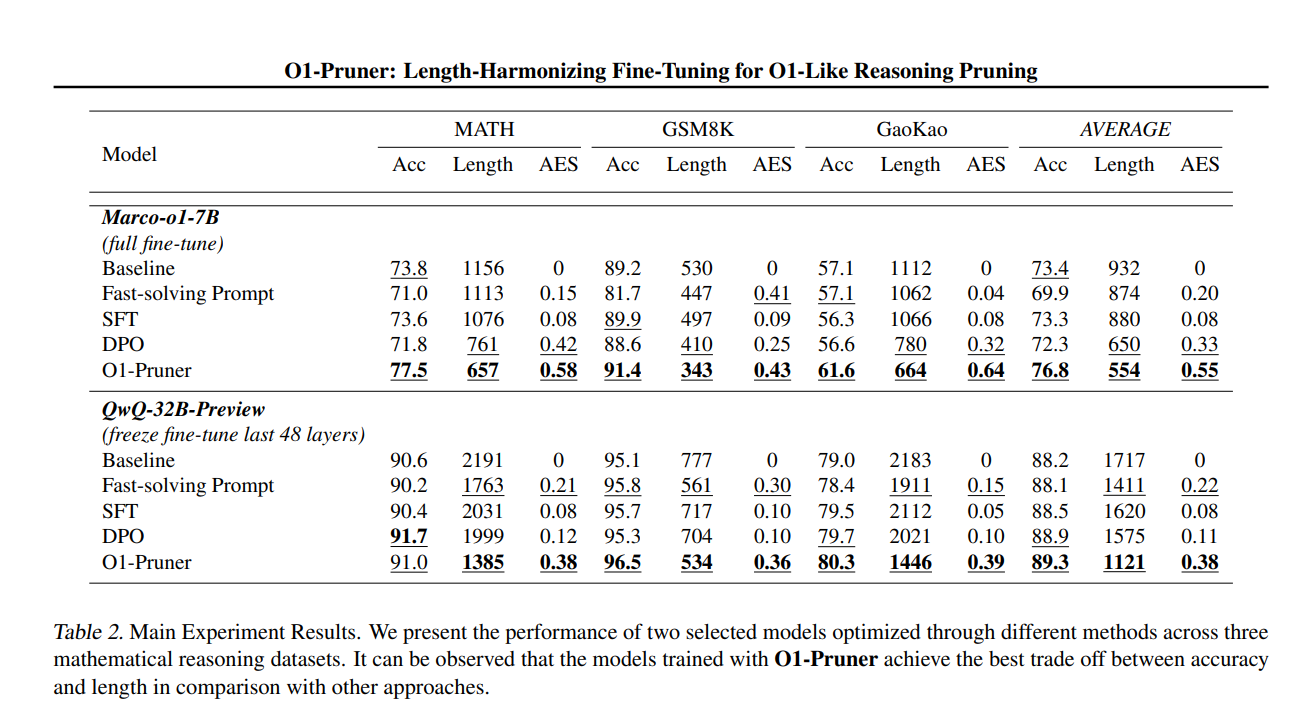 O1-Pruner: Length-Harmonizing Fine-Tuning for O1-Like Reasoning Pruning
Model MATH GSM8K GaoKao AVERAGE
Acc Length AES Acc Length AES Acc Length AES Acc Length AES
Marco-o1-7B
(full fine-tune)
Baseline 73.8 1156 0 89.2 530 0 57.1 1112 0 73.4 932 0
Fast-solving Prompt 71.0 1113 0.15 81.7 447 0.41 57.1 1062 0.04 69.9 874 0.20
SFT 73.6 1076 0.08 89.9 497 0.09 56.3 1066 0.08 73.3 880 0.08
DPO 71.8 761 0.42 88.6 410 0.25 56.6 780 0.32 72.3 650 0.33
O1-Pruner 77.5 657 0.58 91.4 343 0.43 61.6 664 0.64 76.8 554 0.55
QwQ-32B-Preview
(freeze fine-tune last 48 layers)
Baseline 90.6 2191 0 95.1 777 0 79.0 2183 0 88.2 1717 0
Fast-solving Prompt 90.2 1763 0.21 95.8 561 0.30 78.4 1911 0.15 88.1 1411 0.22
SFT 90.4 2031 0.08 95.7 717 0.10 79.5 2112 0.05 88.5 1620 0.08
DPO 91.7 1999 0.12 95.3 704 0.10 79.7 2021 0.10 88.9 1575 0.11
O1-Pruner 91.0 1385 0.38 96.5 534 0.36 80.3 1446 0.39 89.3 1121 0.38
Table 2. Main Experiment Results. We present the performance of two selected models optimized through different methods across three
mathematical reasoning datasets. It can be observed that the models trained with O1-Pruner achieve the best trade off between accuracy
and length in comparison with other approaches.